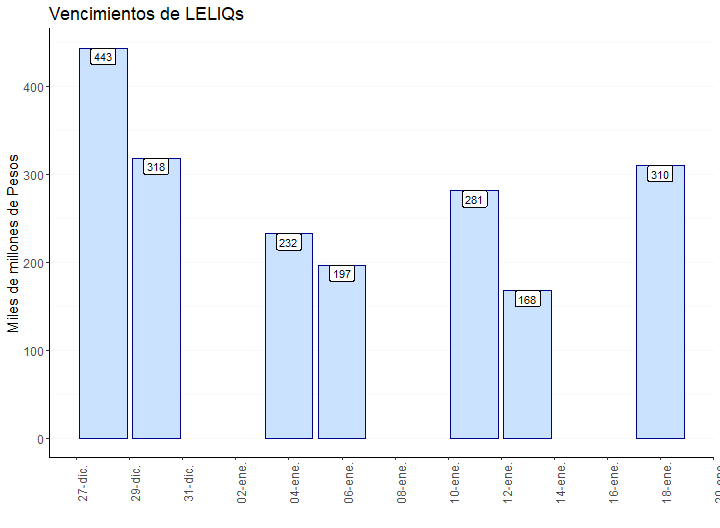 Vencimientos de LELIQs
Miles de millones de Pesos
400
300
200
100
0
443
318
232
197
281
168
310
27-dic.
29-dic.
31-dic.
02-ene.
04-ene.
06-ene.
08-ene.
10-ene.
12-ene.
14-ene.
16-ene.
18-ene.
20-ene.